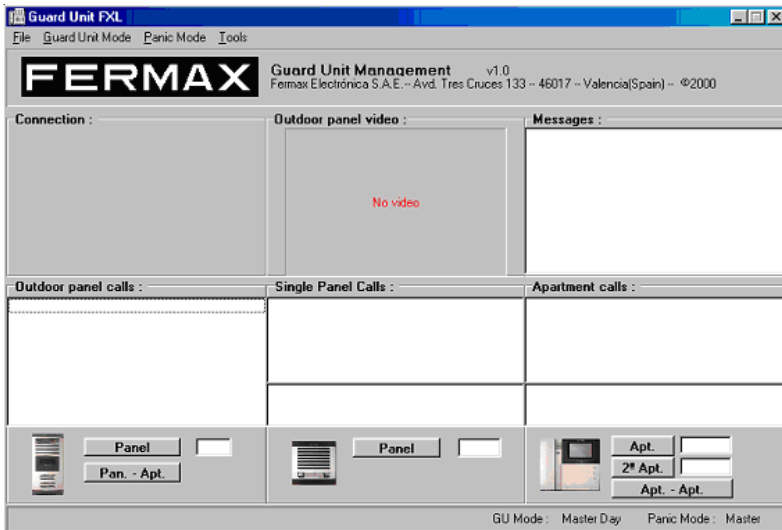 Guard Unit FXL
File Guard Unit Mode Panic Mode Tools
FERMAX
Guard Unit Management v1.0
Fermax Electrónica S.A.E.-- Avd. Tres Cruces 133 -- 46017 -- Valencia(Spain) -- ©2000
Connection :
Outdoor panel video :
Messages :
No video
Outdoor panel calls :
Single Panel Calls :
Apartment calls :
Panel
Pan. - Apt.
Panel
Apt.
2ª Apt.
Apt. - Apt.
GU Mode : Master Day Panic Mode : Master